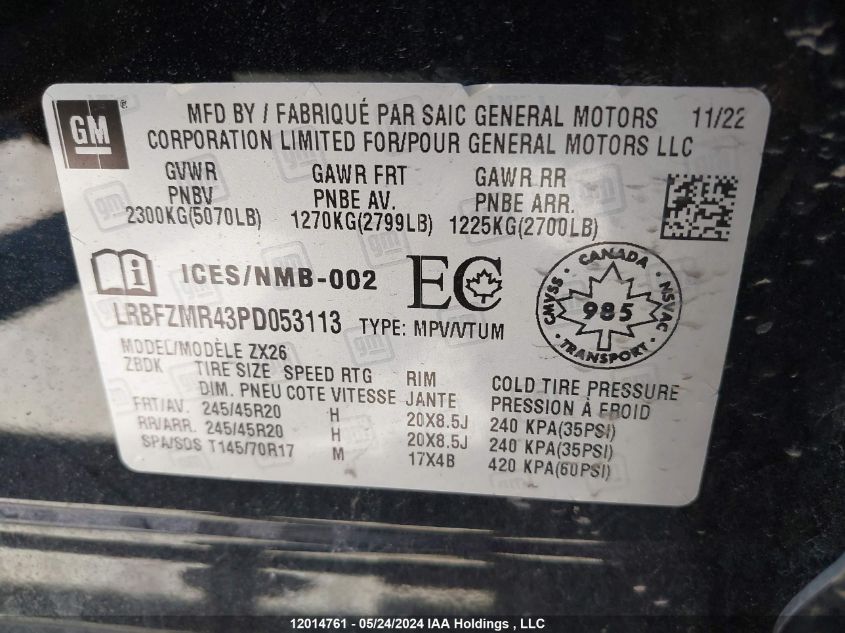 GM ®
MFD BY / FABRIQUÉ PAR SAIC GENERAL MOTORS 11/22
CORPORATION LIMITED FOR/POUR GENERAL MOTORS LLC
GVWR GAWR FRT GAWR RR
PNBV PNBE AV. PNBE ARR.
2300KG(5070LB) 1270KG(2799LB) 1225KG(2700LB)
i ICES/NMB-002 EC
CANADA CMVSS 985 NSVAC TRANSPORT
LRBFZMR43PD053113 TYPE: MPV/VTUM
MODEL/MODÈLE ZX26
ZBDK TIRE SIZE SPEED RTG RIM COLD TIRE PRESSURE
DIM. PNEU COTE VITESSE JANTE PRESSION À FROID
FRT/AV. 245/45R20 H 20X8.5J 240 KPA(35PSI)
RR/ARR. 245/45R20 H 20X8.5J 240 KPA(35PSI)
SPA/SOS T145/70R17 M 17X4B 420 KPA(60PSI)
12014761 - 05/24/2024 IAA Holdings, LLC